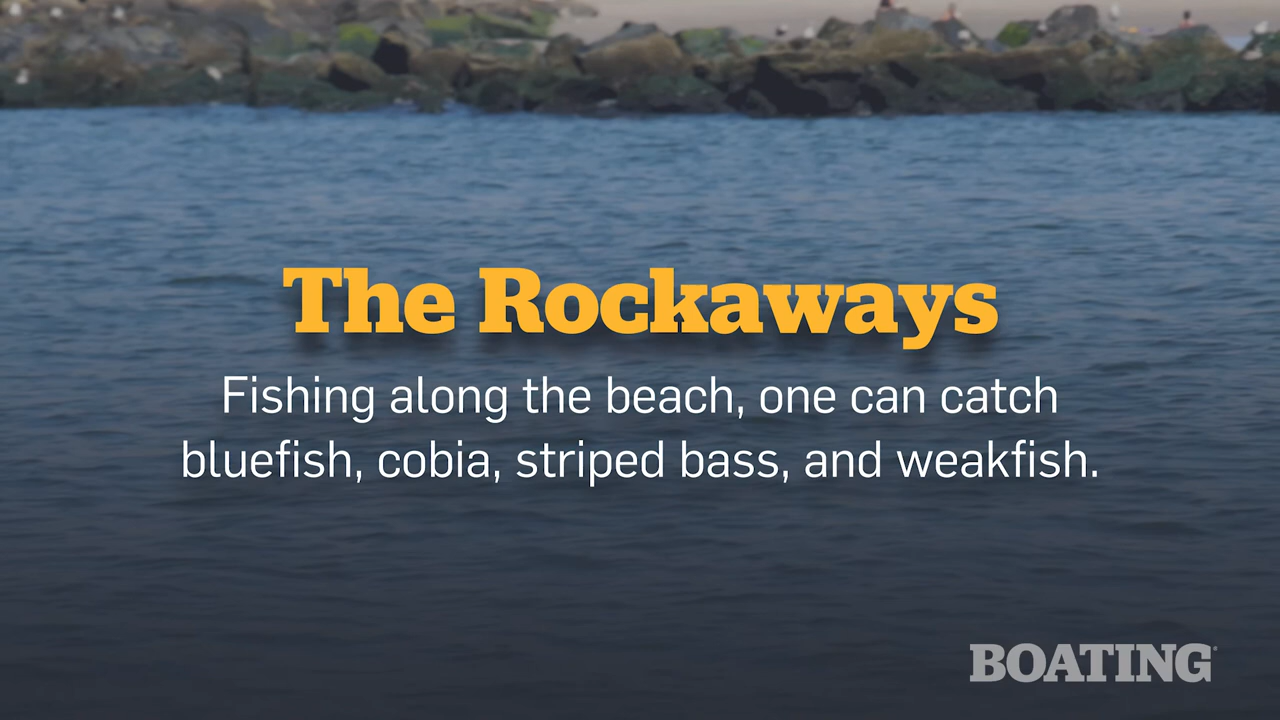 The Rockaways
Fishing along the beach, one can catch
bluefish, cobia, striped bass, and weakfish.
BOATING